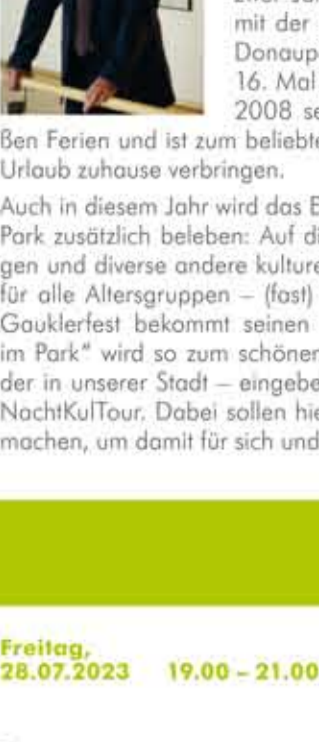 mit der
Donaup
16. Mal
2008 se
ßen Ferien und ist zum beliebte
Urlaub zuhause verbringen.
Auch in diesem Jahr wird das B
Park zusätzlich beleben: Auf di
gen und diverse andere kulture
für alle Altersgruppen – (fast)
Gauklerfest bekommt seinen
im Park“ wird so zum schöner
der in unserer Stadt – eingebe
NachtKulTour. Dabei sollen hie
machen, um damit für sich und
Freitag,
28.07.2023 19.00 – 21.00